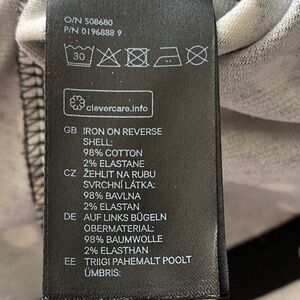 O/N 508680
P/N 0196888 9
30
clevercare.info
GB IRON ON REVERSE
SHELL:
98% COTTON
2% ELASTANE
CZ ŽEHLIT NA RUBU
SVRCHNÍ LÁTKA:
98% BAVLNA
2% ELASTAN
DE AUF LINKS BÜGELN
OBERMATERIAL:
98% BAUMWOLLE
2% ELASTHAN
EE TRIIGI PAHEMALT POOLT
ÜMBRIS: